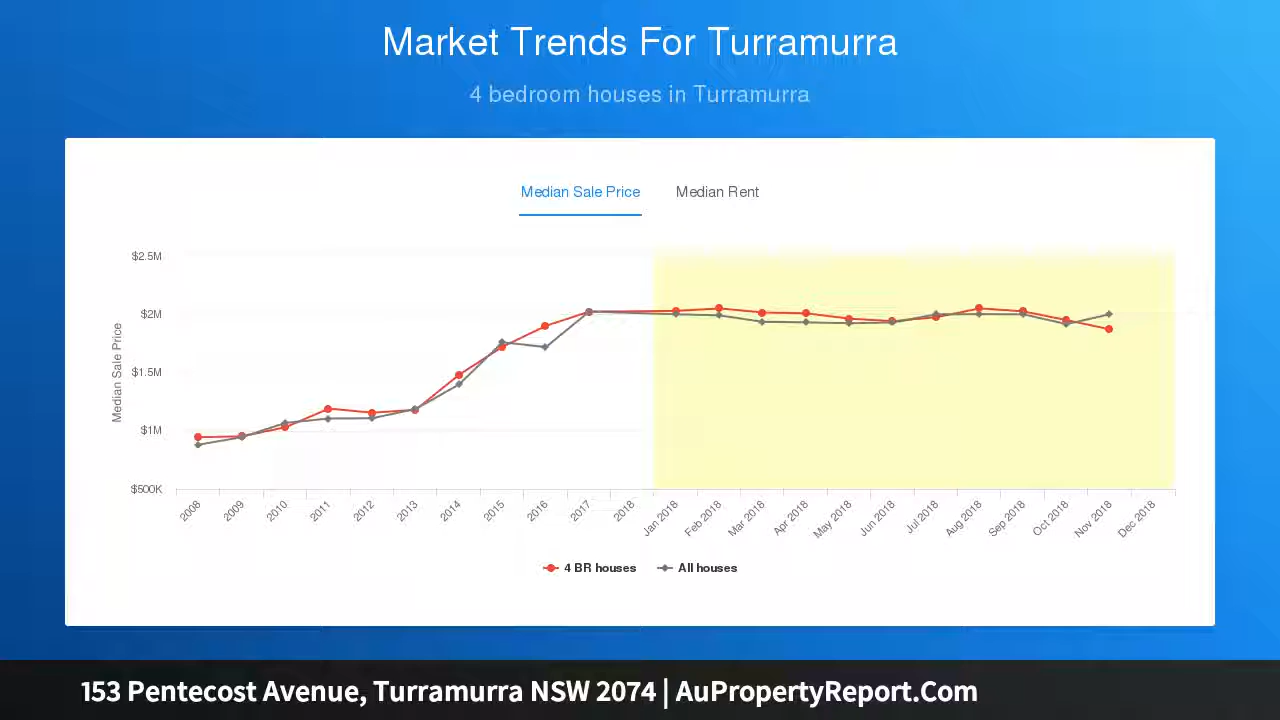 Market Trends For Turramurra
4 bedroom houses in Turramurra
Median Sale Price
Median Rent
Median Sale Price
$2.5M
$2M
$1.5M
$1M
$500K
2008
2009
2010
2011
2012
2013
2014
2015
2016
2017
2018
Jan 2018
Feb 2018
Mar 2018
Apr 2018
May 2018
Jun 2018
Jul 2018
Aug 2018
Sep 2018
Oct 2018
Nov 2018
Dec 2018
4 BR houses
All houses
153 Pentecost Avenue, Turramurra NSW 2074 | AuPropertyReport.Com